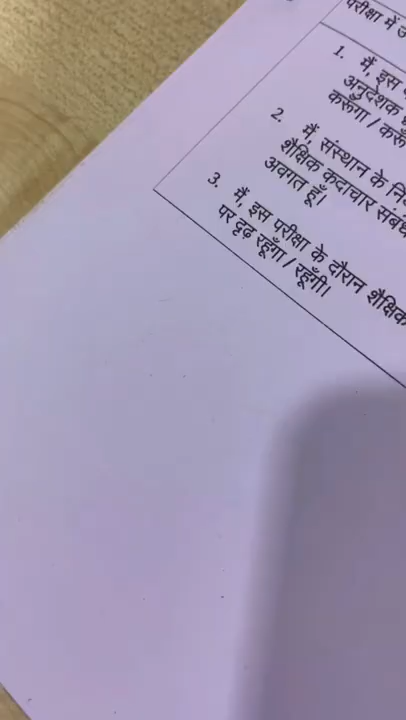 परीक्षा में
1. मैं, इस
अनुदेशक
करूँगा / करूँ
2. मैं, संस्थान के
शैक्षिक कदाचार संबंध
अवगत हूँ।
3. मैं, इस परीक्षा के दौरान शैक्षिक
पर दृढ़ रहूँगा / रहूँगी।